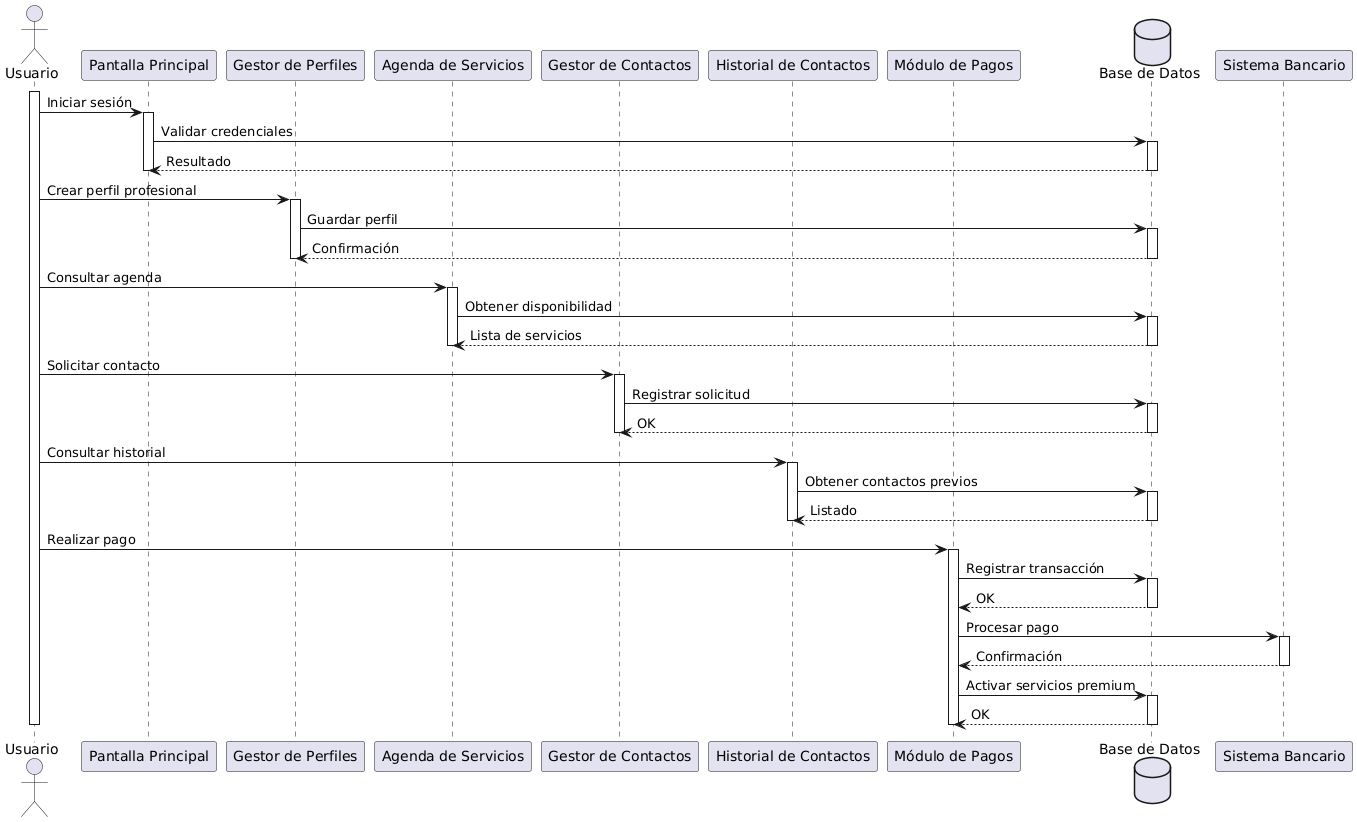 Usuario
Pantalla Principal
Gestor de Perfiles
Agenda de Servicios
Gestor de Contactos
Historial de Contactos
Módulo de Pagos
Base de Datos
Sistema Bancario
Iniciar sesión
Validar credenciales
Resultado
Crear perfil profesional
Guardar perfil
Confirmación
Consultar agenda
Obtener disponibilidad
Lista de servicios
Solicitar contacto
Registrar solicitud
OK
Consultar historial
Obtener contactos previos
Listado
Realizar pago
Registrar transacción
OK
Procesar pago
Confirmación
Activar servicios premium
OK
Usuario
Pantalla Principal
Gestor de Perfiles
Agenda de Servicios
Gestor de Contactos
Historial de Contactos
Módulo de Pagos
Base de Datos
Sistema Bancario